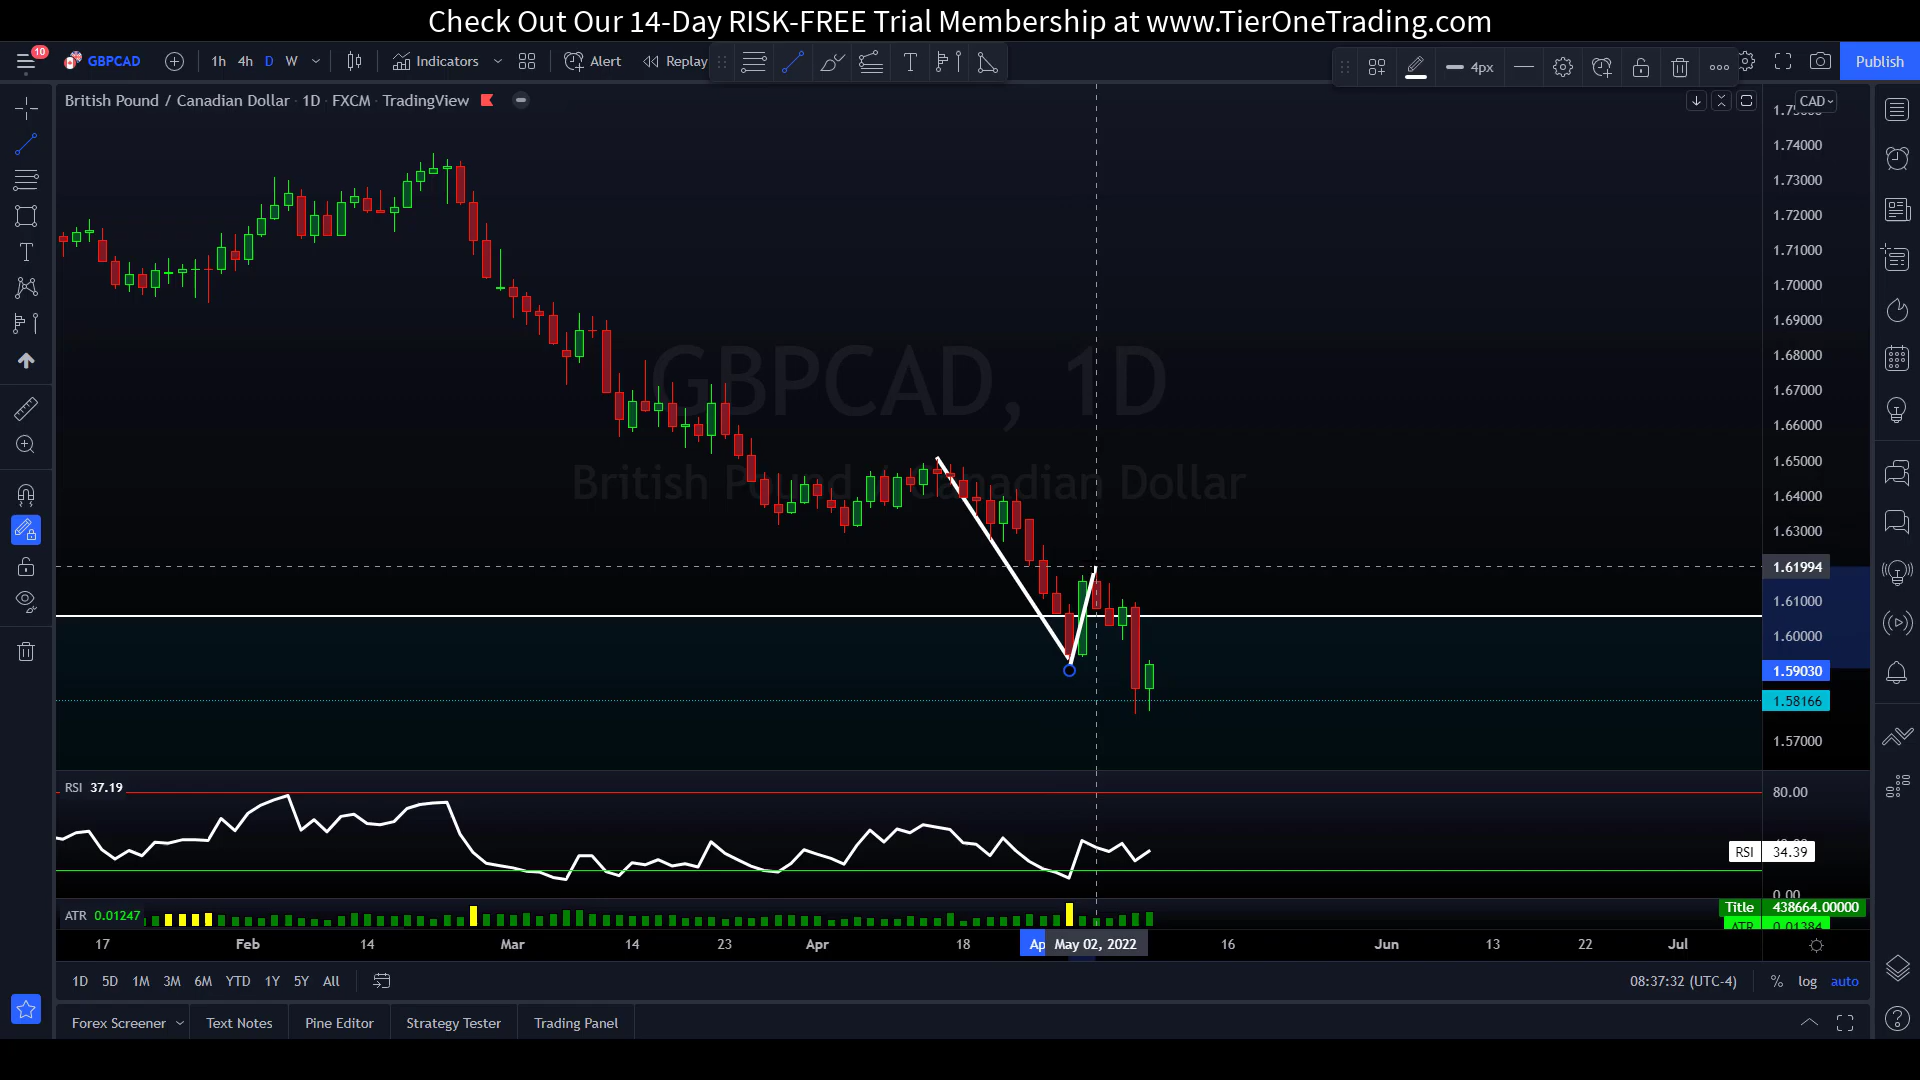 Check Out Our 14-Day RISK-FREE Trial Membership at www.TierOneTrading.com
10
GBPCAD 1h 4h D W Indicators Alert Replay 4px Publish
British Pound / Canadian Dollar · 1D · FXCM · TradingView
CAD
1.74000
1.73000
1.72000
1.71000
1.70000
1.69000
1.68000
1.67000
1.66000
1.65000
1.64000
1.63000
1.61994
1.61000
1.60000
1.59030
1.58166
1.57000
GBPCAD, 1D
British Pound / Canadian Dollar
RSI 37.19
80.00
RSI 34.39
0.00
ATR 0.01247
Title 438664.00000
ATR 0.01384
17 Feb 14 Mar 14 23 Apr 18 Ap May 02, 2022 16 Jun 13 22 Jul
1D 5D 1M 3M 6M YTD 1Y 5Y All 08:37:32 (UTC-4) % log auto
Forex Screener Text Notes Pine Editor Strategy Tester Trading Panel